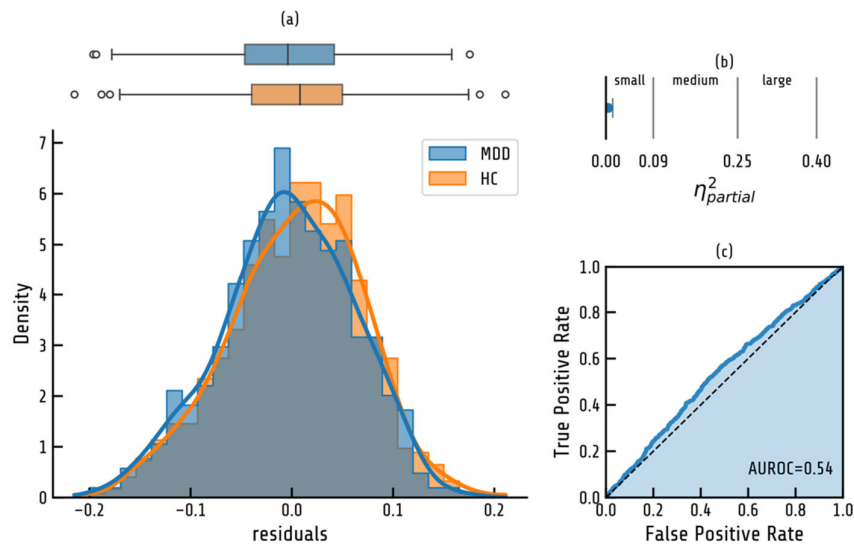 (a)
MDD
HC
7
6
5
4
3
2
1
0
Density
−0.2
−0.1
0.0
0.1
0.2
residuals
(b)
small
medium
large
0.00
0.09
0.25
0.40
η²partial
(c)
1.0
0.8
0.6
0.4
0.2
0.0
True Positive Rate
AUROC=0.54
0.0
0.2
0.4
0.6
0.8
1.0
False Positive Rate